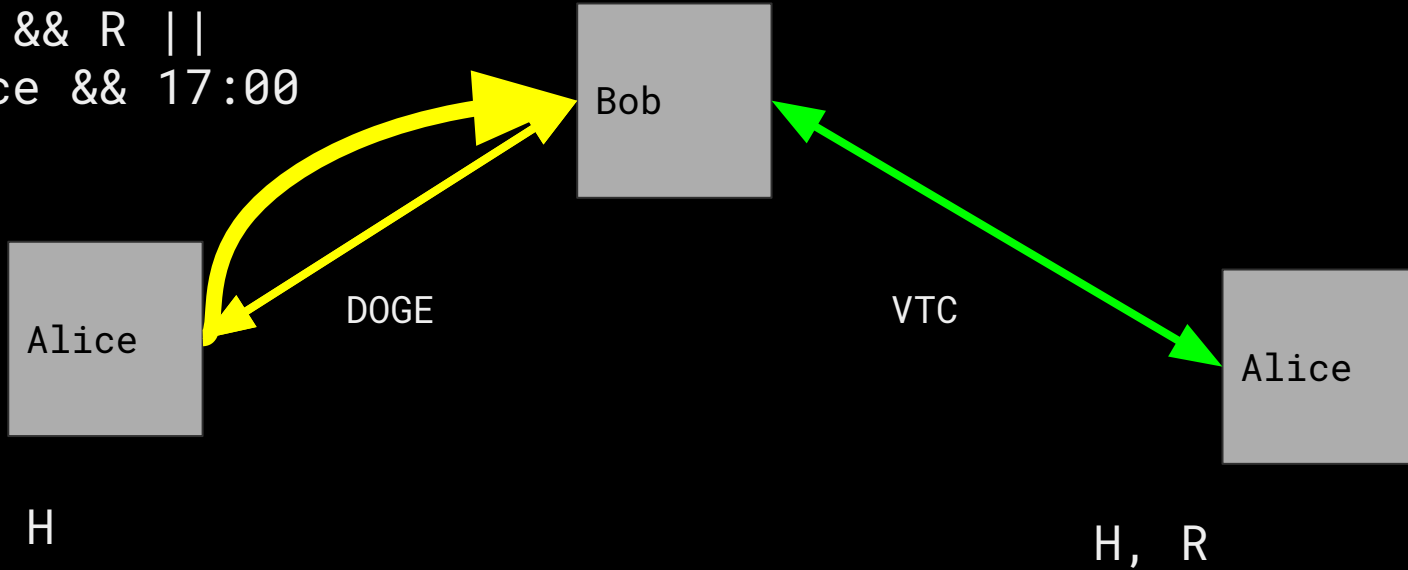 && R ||
ce && 17:00
Bob
Alice
DOGE
VTC
Alice
H
H, R